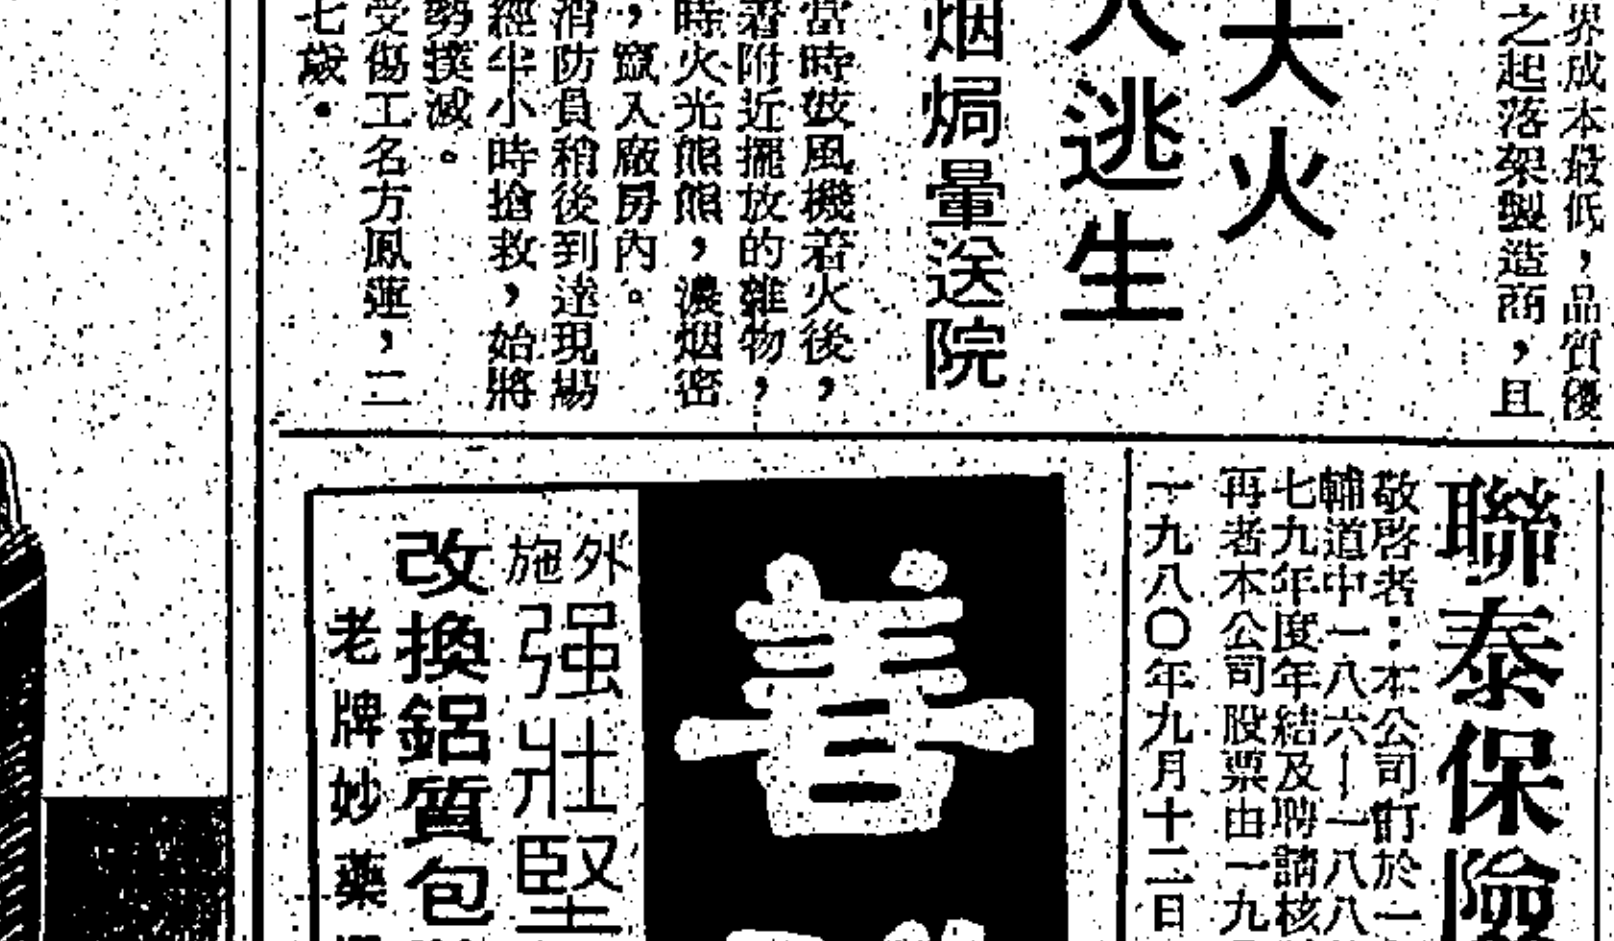 界成本最低，品質優
之起落架製造商，且
大火
人逃生
烟焗暈送院
當時鼓風機着火後，
着附近擺放的雜物，
時火光熊熊，濃烟密
，竄入廠房內。
消防員稍後到達現場
經半小時搶救，始將
勢撲滅。
受傷工名方鳳蓮，二
七歲．
聯泰保險
敬啓者：本公司訂於一
輔道中一八六—一八八
七九年度年結及聘請核
再者本公司股票由一九
一九八〇年九月十二日
善
外施
强壯堅
改換鋁質包
老牌妙藥